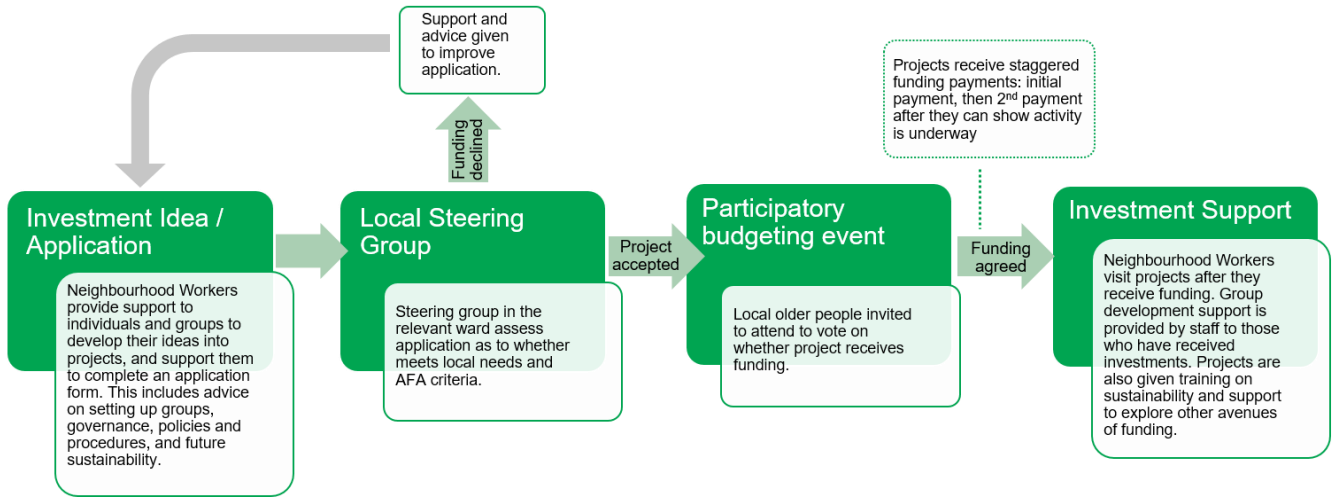 Support and
advice given
to improve
application.
Projects receive staggered
funding payments: initial
payment, then 2nd payment
after they can show activity
is underway
Funding
declined
Investment Idea /
Application
Neighbourhood Workers
provide support to
individuals and groups to
develop their ideas into
projects, and support them
to complete an application
form. This includes advice
on setting up groups,
governance, policies and
procedures, and future
sustainability.
Local Steering
Group
Steering group in the
relevant ward assess
application as to whether
meets local needs and
AFA criteria.
Project
accepted
Participatory
budgeting event
Local older people invited
to attend to vote on
whether project receives
funding.
Funding
agreed
Investment Support
Neighbourhood Workers
visit projects after they
receive funding. Group
development support is
provided by staff to those
who have received
investments. Projects are
also given training on
sustainability and support
to explore other avenues
of funding.